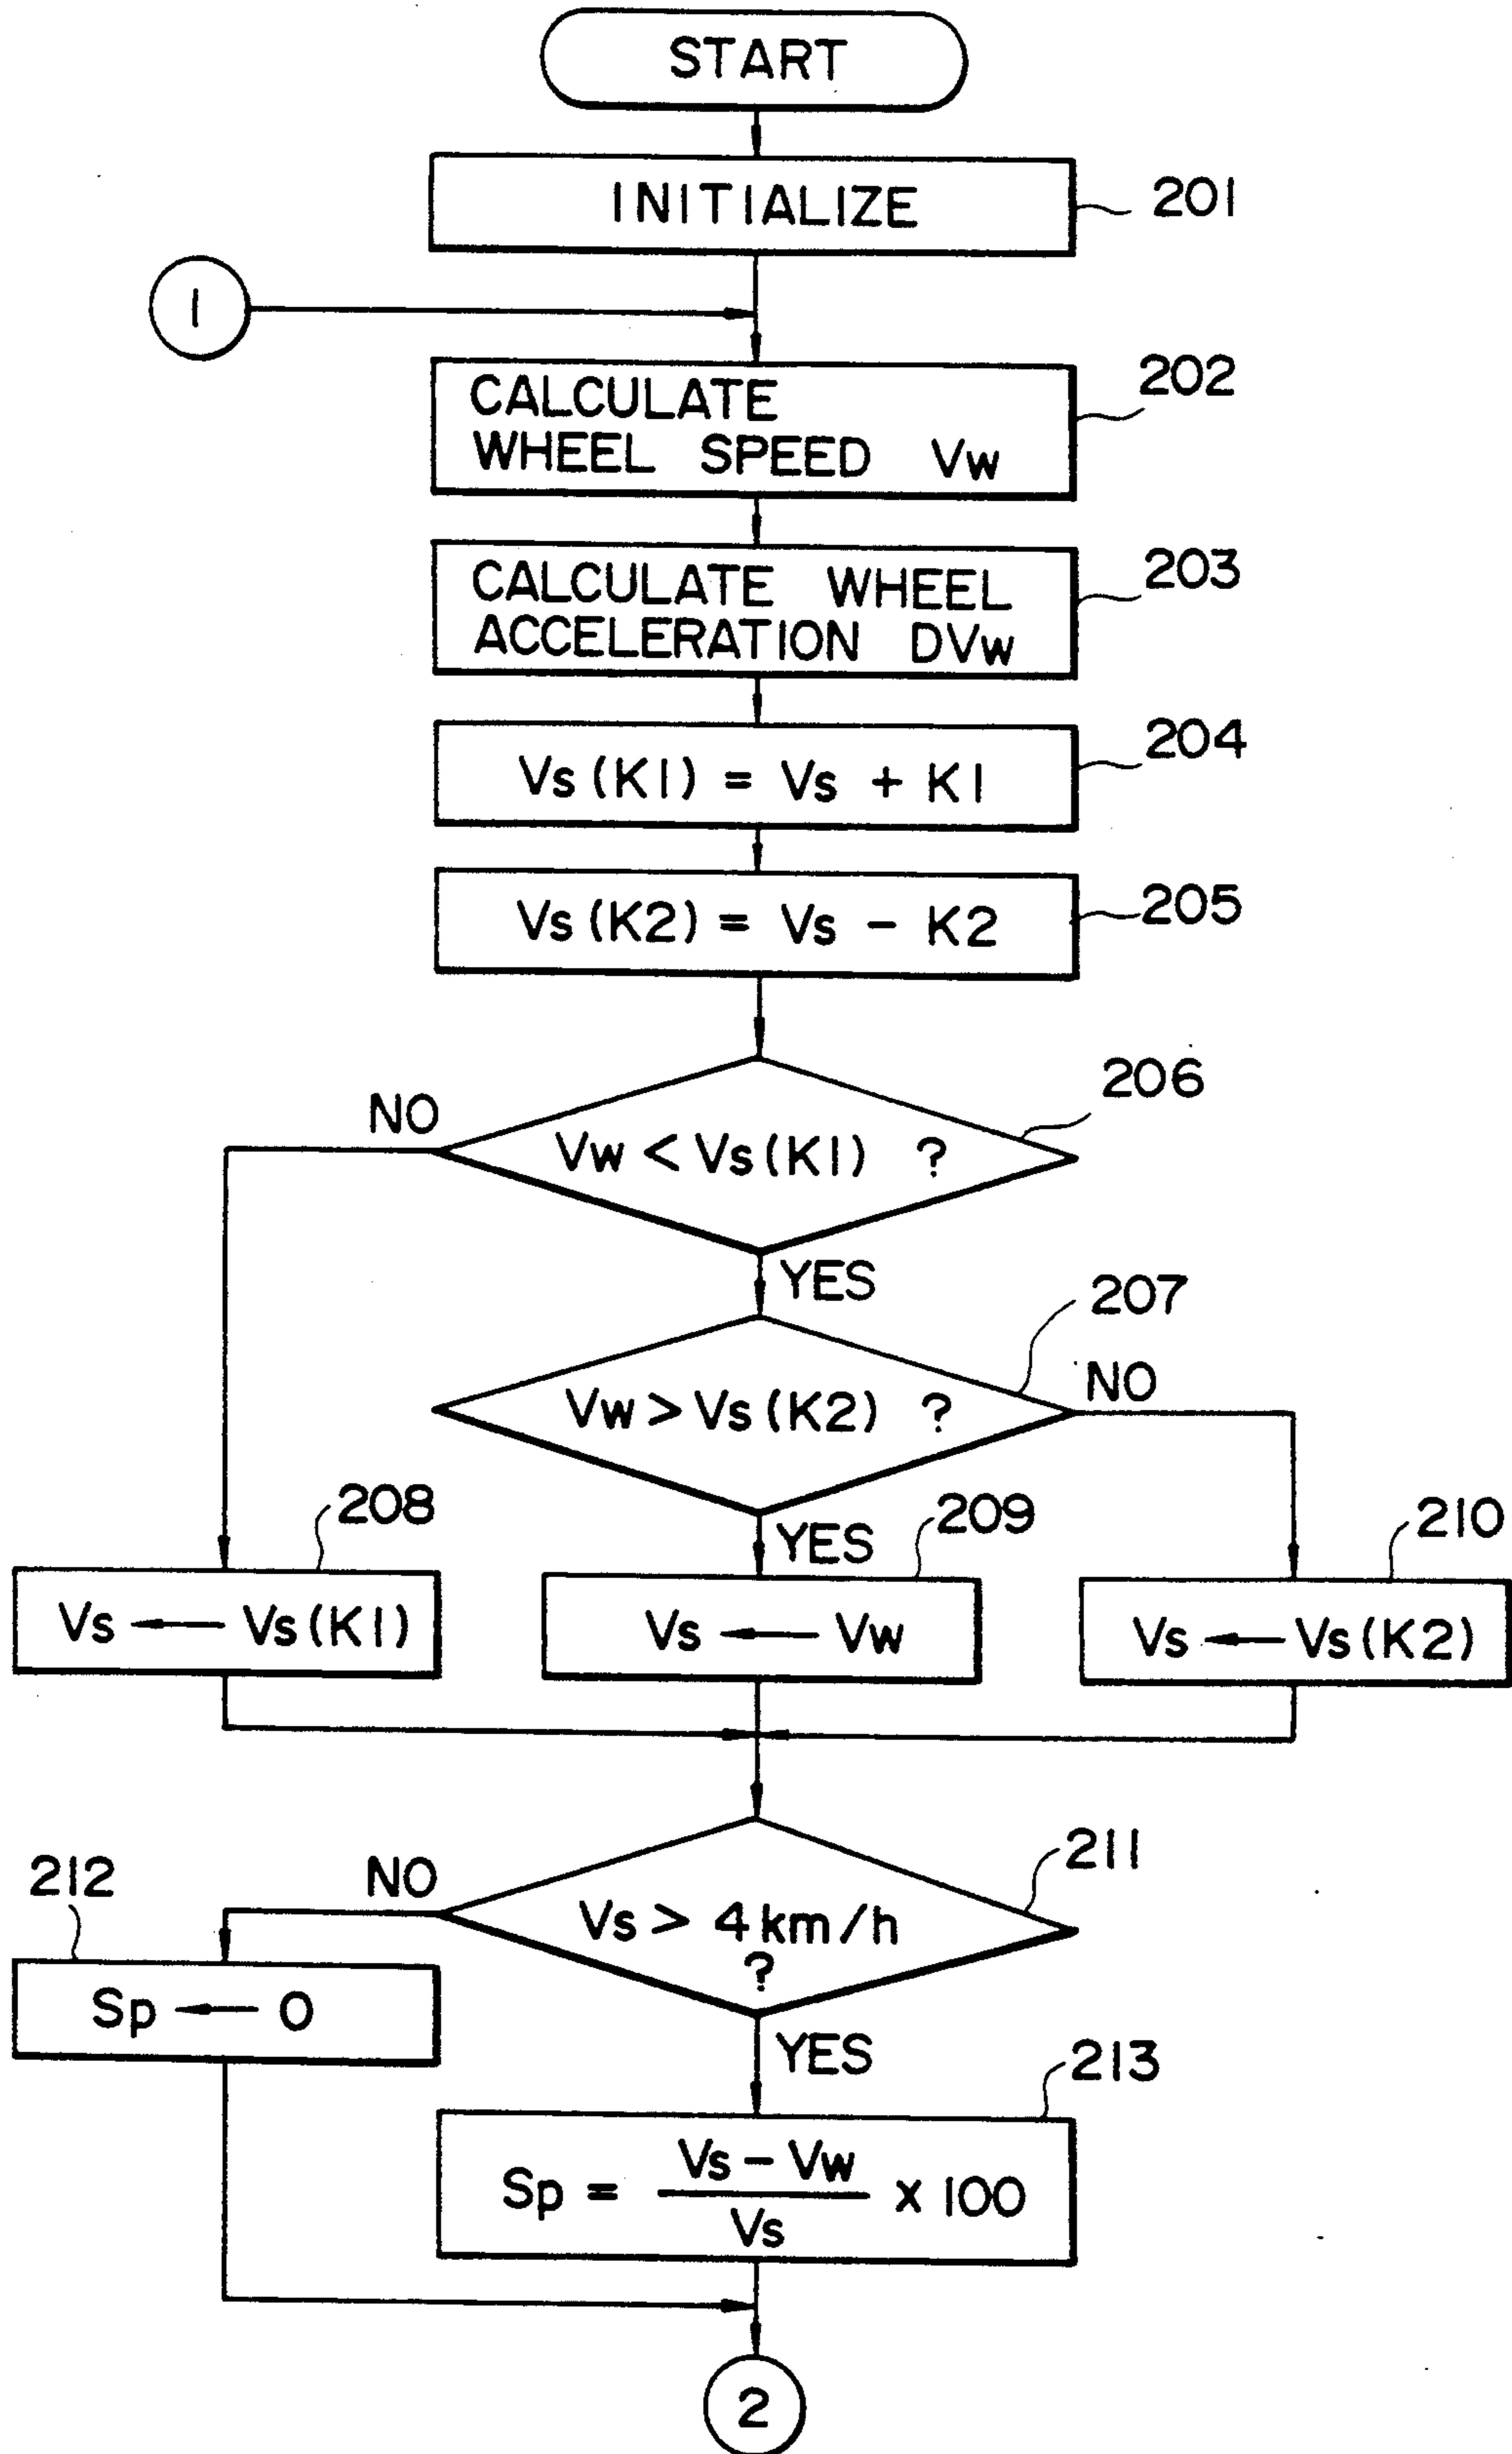 START
INITIALIZE
201
1
202
CALCULATE
WHEEL SPEED Vw
203
CALCULATE WHEEL
ACCELERATION DVw
204
Vs (K1) = Vs + K1
205
Vs (K2) = Vs - K2
206
NO
Vw < Vs (K1) ?
YES
207
NO
Vw > Vs (K2) ?
YES
208
209
210
Vs ← Vs (K1)
Vs ← Vw
Vs ← Vs (K2)
211
212
NO
Vs > 4 km/h
?
Sp ← 0
YES
213
Vs - Vw
Sp = ⎯ x 100
Vs
2